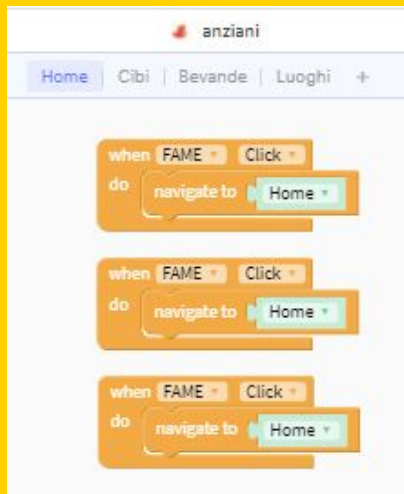 anziani
Home | Cibi | Bevande | Luoghi +
when FAME Click
do navigate to Home
when FAME Click
do navigate to Home
when FAME Click
do navigate to Home